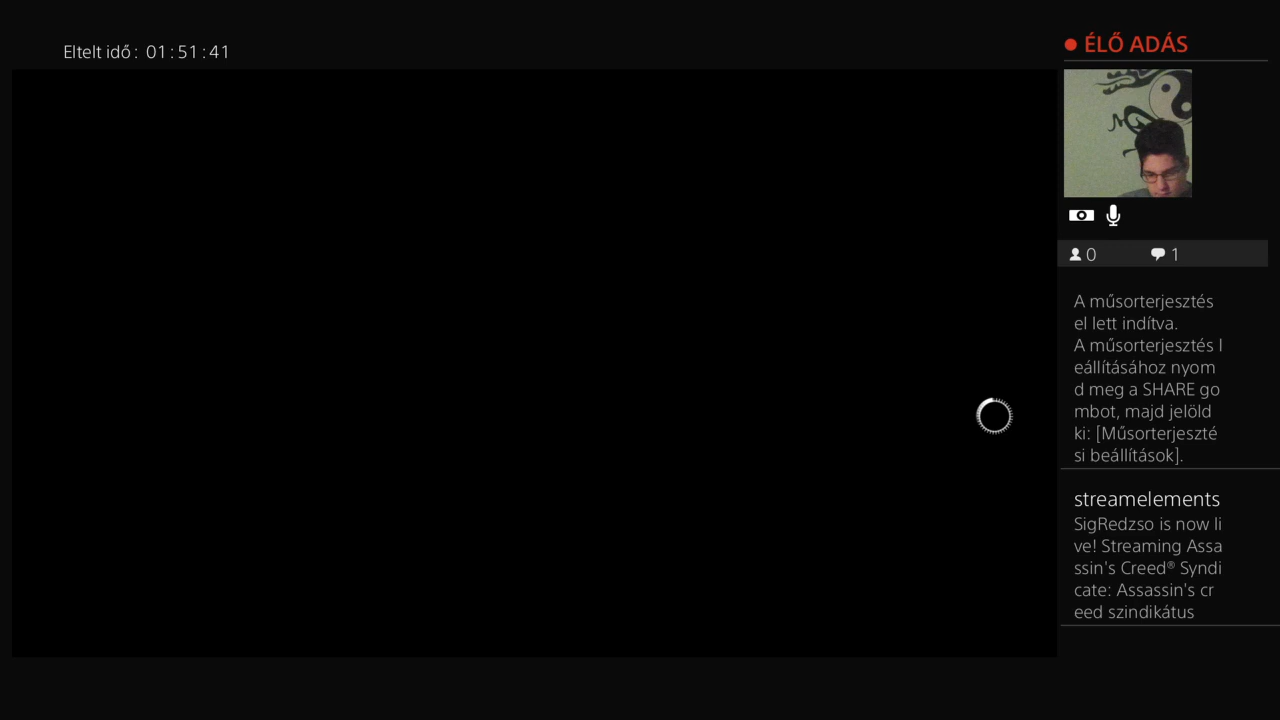 Eltelt idő : 01 : 51 : 41
ÉLŐ ADÁS
0
1
A műsorterjesztés
el lett indítva.
A műsorterjesztés l
eállításához nyom
d meg a SHARE go
mbot, majd jelöld
ki: [Műsorterjeszté
si beállítások].
streamelements
SigRedzso is now li
ve! Streaming Assa
ssin's Creed® Syndi
cate: Assassin's cr
eed szindikátus